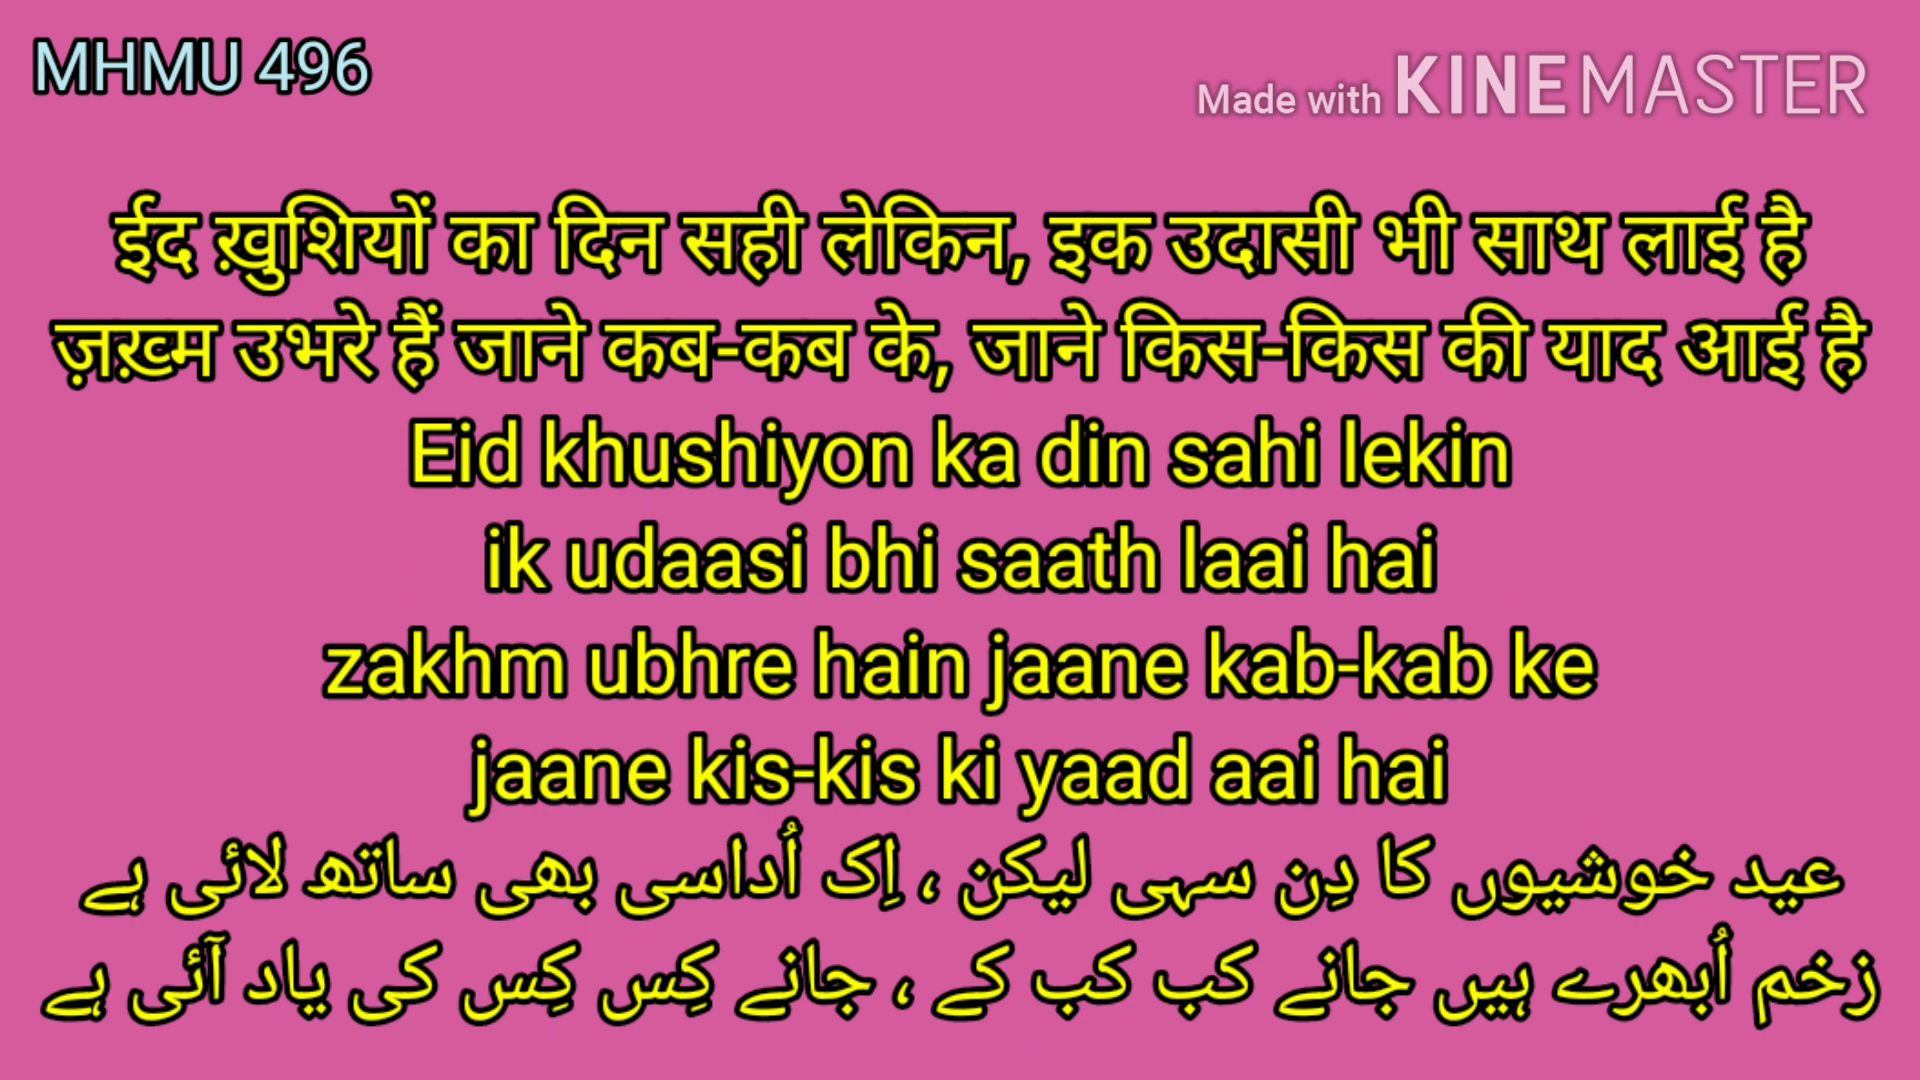 MHMU 496
Made with KINEMASTER
ईद ख़ुशियों का दिन सही लेकिन, इक उदासी भी साथ लाई है
ज़ख़्म उभरे हैं जाने कब-कब के, जाने किस-किस की याद आई है
Eid khushiyon ka din sahi lekin
ik udaasi bhi saath laai hai
zakhm ubhre hain jaane kab-kab ke
jaane kis-kis ki yaad aai hai
عید خوشیوں کا دِن سہی لیکن ، اِک اُداسی بھی ساتھ لائی ہے
زخم اُبھرے ہیں جانے کب کب کے ، جانے کِس کِس کی یاد آئی ہے